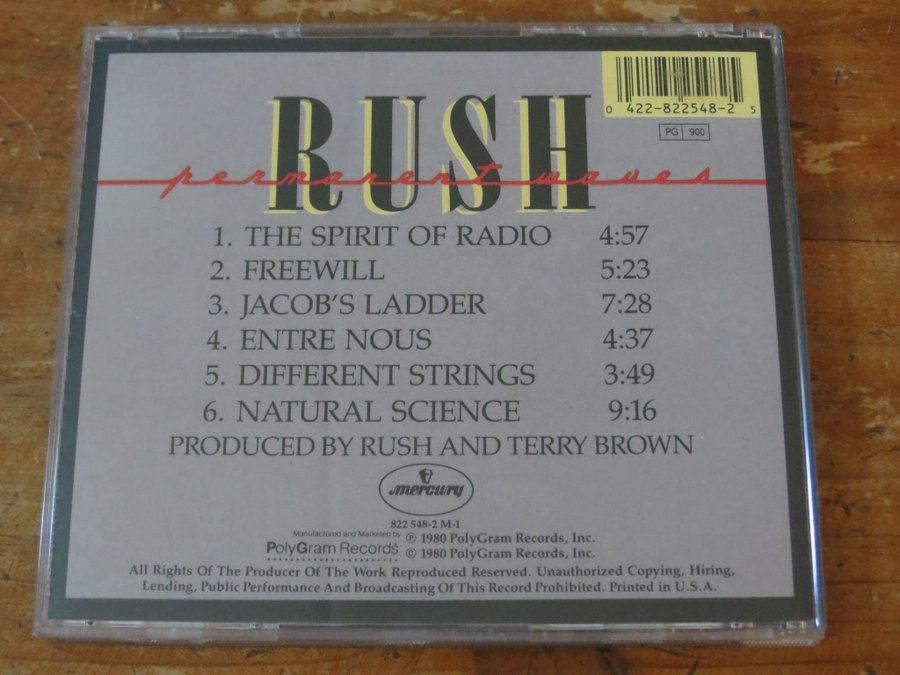 0 422-822548-2 5
PG 900
RUSH
permanent waves
1. THE SPIRIT OF RADIO 4:57
2. FREEWILL 5:23
3. JACOB'S LADDER 7:28
4. ENTRE NOUS 4:37
5. DIFFERENT STRINGS 3:49
6. NATURAL SCIENCE 9:16
PRODUCED BY RUSH AND TERRY BROWN
mercury
822 548-2 M-1
Manufactured and Marketed by
PolyGram Records
℗ 1980 PolyGram Records, Inc.
© 1980 PolyGram Records, Inc.
All Rights Of The Producer Of The Work Reproduced Reserved. Unauthorized Copying, Hiring,
Lending, Public Performance And Broadcasting Of This Record Prohibited. Printed in U.S.A.